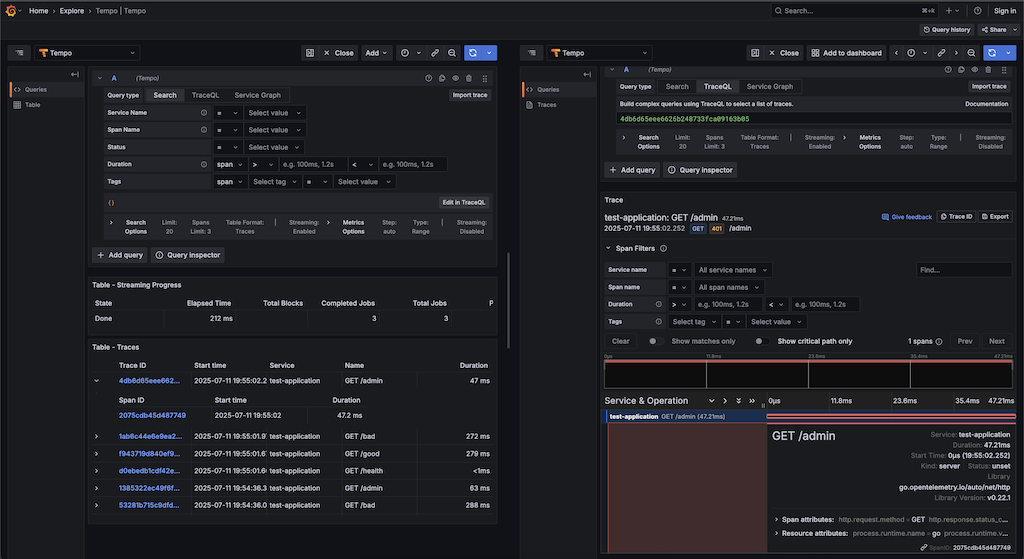 Home › Explore › Tempo | Tempo
Search... ⌘+k
Sign in
Query history
Share
Tempo
Close
Add
Queries
Table
A (Tempo)
Query type Search TraceQL Service Graph Import trace
Service Name = Select value
Span Name = Select value
Status = Select value
Duration span > e.g. 100ms, 1.2s < e.g. 100ms, 1.2s
Tags span Select tag = Select value
{} Edit in TraceQL
Search Options Limit: 20 Spans Limit: 3 Table Format: Traces Streaming: Enabled Metrics Options Step: auto Type: Range Streaming: Disabled
+ Add query Query inspector
Table - Streaming Progress
State Elapsed Time Total Blocks Completed Jobs Total Jobs P
Done 212 ms 3 3
Table - Traces
Trace ID Start time Service Name Duration
4db6d65eee662... 2025-07-11 19:55:02.2 test-application GET /admin 47 ms
Span ID Start time Duration
2075cdb45d487749 2025-07-11 19:55:02 47.2 ms
1ab6c44e6e9ea2... 2025-07-11 19:55:01.9 test-application GET /bad 272 ms
f943719d840ef9... 2025-07-11 19:55:01.6 test-application GET /good 279 ms
d0ebedb1cdf42e... 2025-07-11 19:55:01.6 test-application GET /health <1ms
1385322ec49f6f... 2025-07-11 19:54:36.3 test-application GET /admin 63 ms
53281b715c9dfd... 2025-07-11 19:54:36.0 test-application GET /bad 288 ms
Tempo
Close
Add to dashboard
Queries
Traces
A (Tempo)
Query type Search TraceQL Service Graph Import trace
Build complex queries using TraceQL to select a list of traces. Documentation
4db6d65eee6626b248733fca09163b05
Search Options Limit: 20 Spans Limit: 3 Table Format: Traces Streaming: Enabled Metrics Options Step: auto Type: Range Streaming: Disabled
+ Add query Query inspector
Trace
test-application: GET /admin 47.21ms
Give feedback Trace ID Export
2025-07-11 19:55:02.252 GET 401 /admin
Span Filters
Service name = All service names Find...
Span name = All span names
Duration > e.g. 100ms, 1.2s < e.g. 100ms, 1.2s
Tags Select tag = Select value
Clear Show matches only Show critical path only 1 spans Prev Next
0µs 11.8ms 23.6ms 35.4ms 47.21ms
Service & Operation 0µs 11.8ms 23.6ms 35.4ms 47.21ms
test-application GET /admin (47.21ms)
GET /admin
Service: test-application
Duration: 47.21ms
Start Time: 0µs (19:55:02.252)
Kind: server Status: unset
Library
go.opentelemetry.io/auto/net/http
Library Version: v0.22.1
Span attributes: http.request.method = GET http.response.status_c...
Resource attributes: process.runtime.name = go process.runtime...
SpanID: 2075cdb45d487749